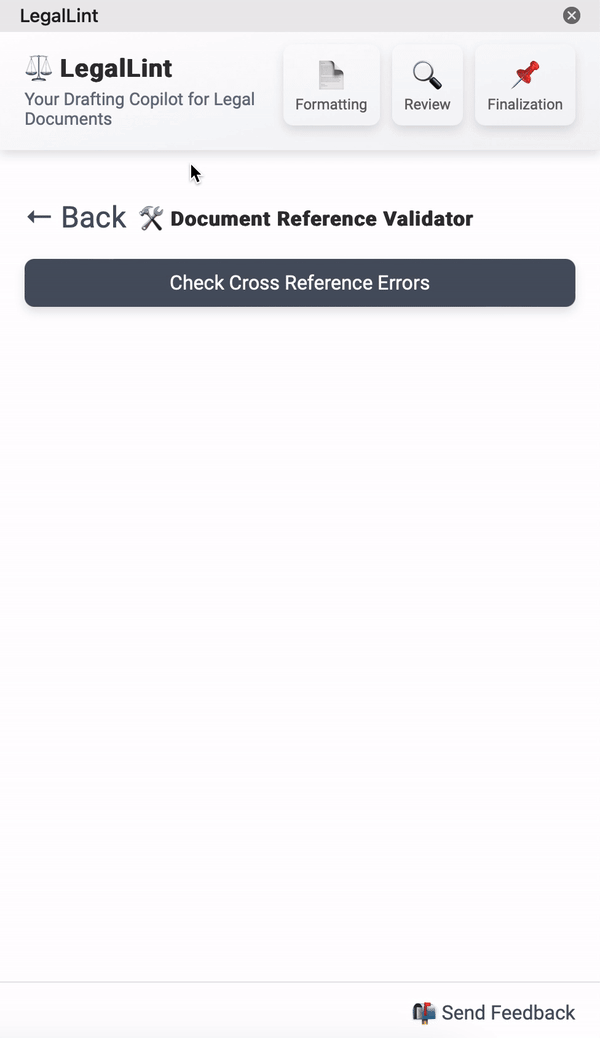 LegalLint
LegalLint
Your Drafting Copilot for Legal
Documents
Formatting
Review
Finalization
← Back
Document Reference Validator
Check Cross Reference Errors
Send Feedback